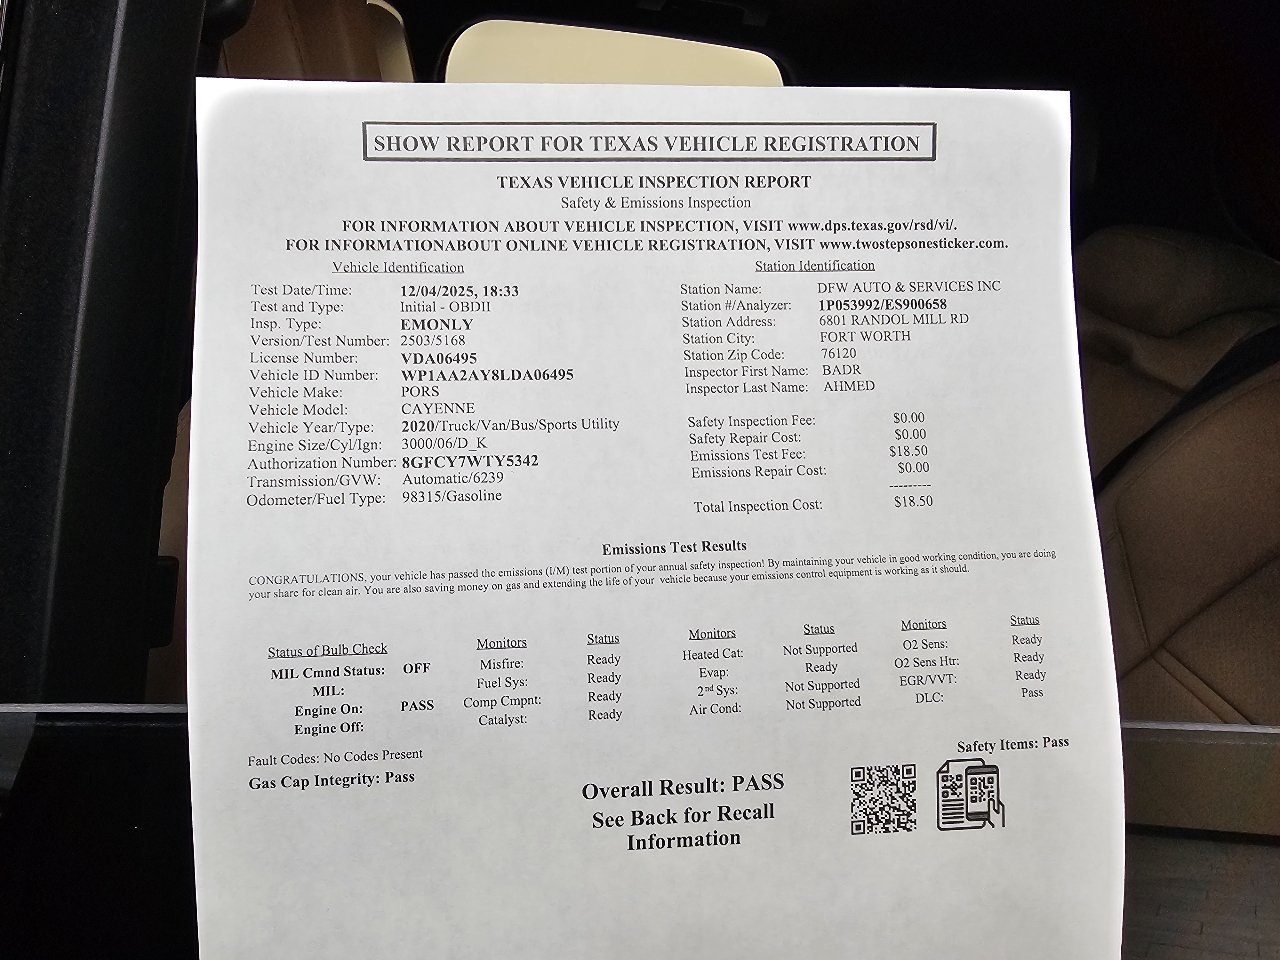 SHOW REPORT FOR TEXAS VEHICLE REGISTRATION
TEXAS VEHICLE INSPECTION REPORT
Safety & Emissions Inspection
FOR INFORMATION ABOUT VEHICLE INSPECTION, VISIT www.dps.texas.gov/rsd/vi/.
FOR INFORMATIONABOUT ONLINE VEHICLE REGISTRATION, VISIT www.twostepsonesticker.com.
Vehicle Identification
Test Date/Time: 12/04/2025, 18:33
Test and Type: Initial - OBDII
Insp. Type: EMONLY
Version/Test Number: 2503/5168
License Number: VDA06495
Vehicle ID Number: WP1AA2AY8LDA06495
Vehicle Make: PORS
Vehicle Model: CAYENNE
Vehicle Year/Type: 2020/Truck/Van/Bus/Sports Utility
Engine Size/Cyl/Ign: 3000/06/D_K
Authorization Number: 8GFCY7WTY5342
Transmission/GVW: Automatic/6239
Odometer/Fuel Type: 98315/Gasoline
Station Identification
Station Name: DFW AUTO & SERVICES INC
Station #/Analyzer: 1P053992/ES900658
Station Address: 6801 RANDOL MILL RD
Station City: FORT WORTH
Station Zip Code: 76120
Inspector First Name: BADR
Inspector Last Name: AHMED
Safety Inspection Fee: $0.00
Safety Repair Cost: $0.00
Emissions Test Fee: $18.50
Emissions Repair Cost: $0.00
---------
Total Inspection Cost: $18.50
Emissions Test Results
CONGRATULATIONS, your vehicle has passed the emissions (I/M) test portion of your annual safety inspection! By maintaining your vehicle in good working condition, you are doing
your share for clean air. You are also saving money on gas and extending the life of your vehicle because your emissions control equipment is working as it should.
Status of Bulb Check
MIL Cmnd Status: OFF
MIL:
Engine On: PASS
Engine Off:
Monitors Status
Misfire: Ready
Fuel Sys: Ready
Comp Cmpnt: Ready
Catalyst: Ready
Monitors Status
Heated Cat: Not Supported
Evap: Ready
2nd Sys: Not Supported
Air Cond: Not Supported
Monitors Status
O2 Sens: Ready
O2 Sens Htr: Ready
EGR/VVT: Ready
DLC: Pass
Fault Codes: No Codes Present
Gas Cap Integrity: Pass
Safety Items: Pass
Overall Result: PASS
See Back for Recall
Information